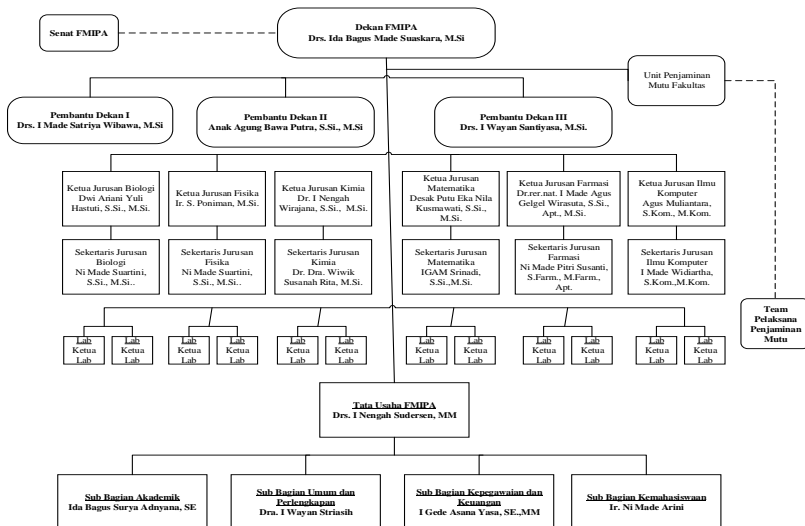 Senat FMIPA
Dekan FMIPA
Drs. Ida Bagus Made Suaskara, M.Si
Unit Penjaminan
Mutu Fakultas
Pembantu Dekan I
Drs. I Made Satriya Wibawa, M.Si
Pembantu Dekan II
Anak Agung Bawa Putra, S.Si., M.Si
Pembantu Dekan III
Drs. I Wayan Santiyasa, M.Si.
Ketua Jurusan Biologi
Dwi Ariani Yuli
Hastuti, S.Si., M.Si.
Ketua Jurusan Fisika
Ir. S. Poniman, M.Si.
Ketua Jurusan Kimia
Dr. I Nengah
Wirajana, S.Si., M.Si.
Ketua Jurusan
Matematika
Desak Putu Eka Nila
Kusmawati, S.Si.,
M.Si.
Ketua Jurusan Farmasi
Dr.rer.nat. I Made Agus
Gelgel Wirasuta, S.Si.,
Apt., M.Si.
Ketua Jurusan Ilmu
Komputer
Agus Muliantara,
S.Kom., M.Kom.
Sekertaris Jurusan
Biologi
Ni Made Suartini,
S.Si., M.Si..
Sekertaris Jurusan
Fisika
Ni Made Suartini,
S.Si., M.Si..
Sekertaris Jurusan
Kimia
Dr. Dra. Wiwik
Susanah Rita, M.Si.
Sekertaris Jurusan
Matematika
IGAM Srinadi,
S.Si.,M.Si.
Sekertaris Jurusan
Farmasi
Ni Made Pitri Susanti,
S.Farm., M.Farm.,
Apt.
Sekertaris Jurusan
Ilmu Komputer
I Made Widiartha,
S.Kom.,M.Kom.
Team
Pelaksana
Penjaminan
Mutu
Lab
Ketua
Lab
Lab
Ketua
Lab
Lab
Ketua
Lab
Lab
Ketua
Lab
Lab
Ketua
Lab
Lab
Ketua
Lab
Lab
Ketua
Lab
Lab
Ketua
Lab
Lab
Ketua
Lab
Lab
Ketua
Lab
Lab
Ketua
Lab
Lab
Ketua
Lab
Tata Usaha FMIPA
Drs. I Nengah Sudersen, MM
Sub Bagian Akademik
Ida Bagus Surya Adnyana, SE
Sub Bagian Umum dan
Perlengkapan
Dra. I Wayan Striasih
Sub Bagian Kepegawaian dan
Keuangan
I Gede Asana Yasa, SE.,MM
Sub Bagian Kemahasiswaan
Ir. Ni Made Arini